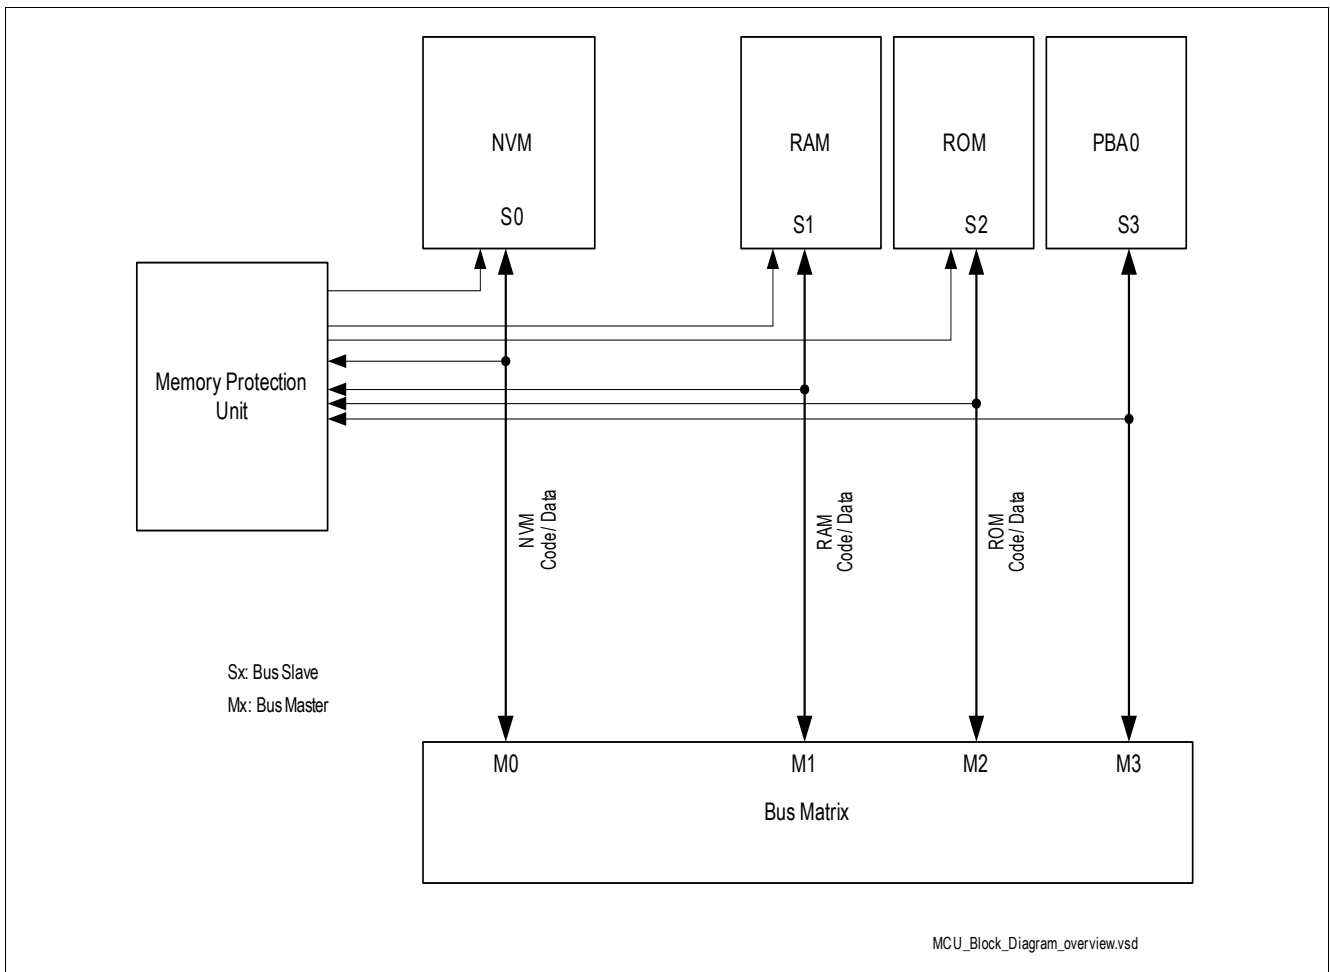 NVM
S0
RAM
S1
ROM
S2
PBA0
S3
Memory Protection
Unit
NVM
Code/ Data
RAM
Code/ Data
ROM
Code/ Data
Sx: Bus Slave
Mx: Bus Master
M0
M1
M2
M3
Bus Matrix
MCU_Block_Diagram_overview.vsd